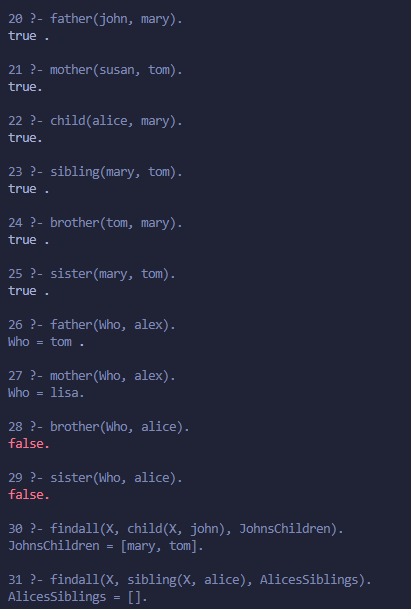 20 ?- father(john, mary).
true .
21 ?- mother(susan, tom).
true.
22 ?- child(alice, mary).
true.
23 ?- sibling(mary, tom).
true .
24 ?- brother(tom, mary).
true .
25 ?- sister(mary, tom).
true .
26 ?- father(Who, alex).
Who = tom .
27 ?- mother(Who, alex).
Who = lisa.
28 ?- brother(Who, alice).
false.
29 ?- sister(Who, alice).
false.
30 ?- findall(X, child(X, john), JohnsChildren).
JohnsChildren = [mary, tom].
31 ?- findall(X, sibling(X, alice), AlicesSiblings).
AlicesSiblings = [].